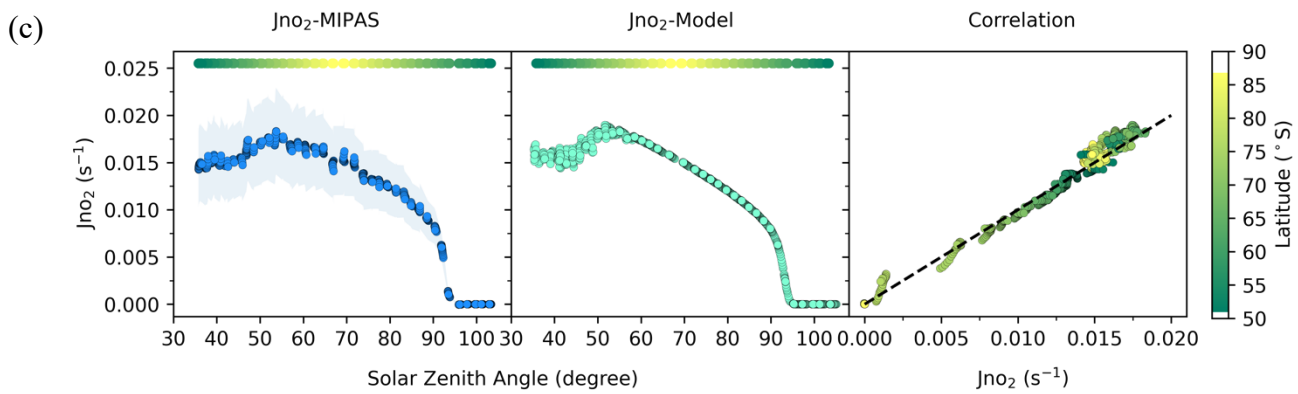 (c)
Jno₂-MIPAS
Jno₂-Model
Correlation
Jno₂ (s⁻¹)
0.025
0.020
0.015
0.010
0.005
0.000
30 40 50 60 70 80 90 100
30 40 50 60 70 80 90 100
0.000 0.005 0.010 0.015 0.020
Solar Zenith Angle (degree)
Jno₂ (s⁻¹)
90
85
80
75
70
65
60
55
50
Latitude (°S)